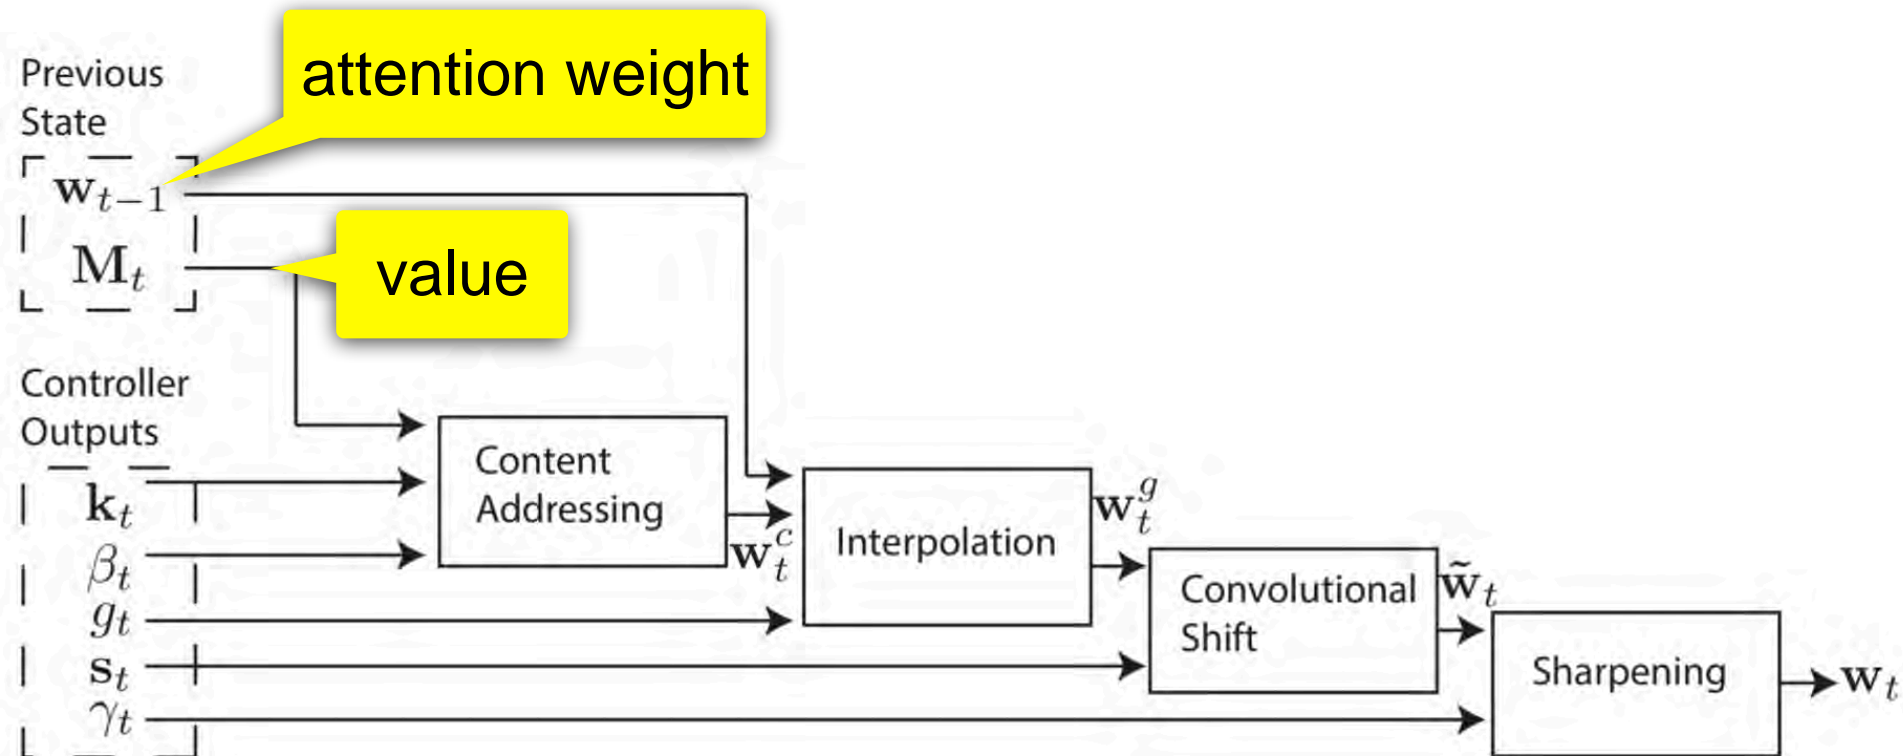 attention weight
Previous
State
w_{t−1}
M_t
value
Controller
Outputs
k_t
β_t
g_t
s_t
γ_t
Content
Addressing
w_t^c
Interpolation
w_t^g
Convolutional
Shift
w̃_t
Sharpening
w_t